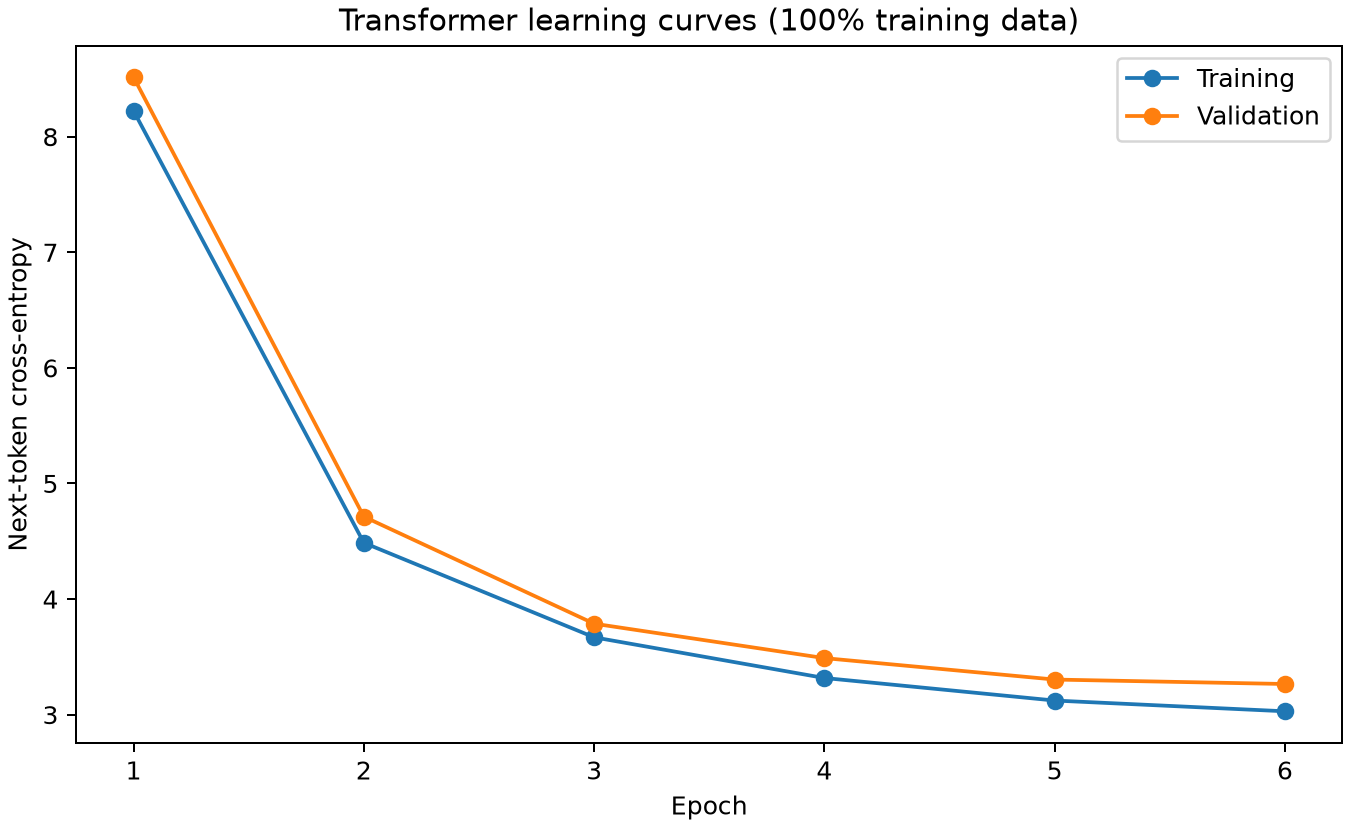 Transformer learning curves (100% training data)
Training
Validation
Next-token cross-entropy
8
7
6
5
4
3
1 2 3 4 5 6
Epoch